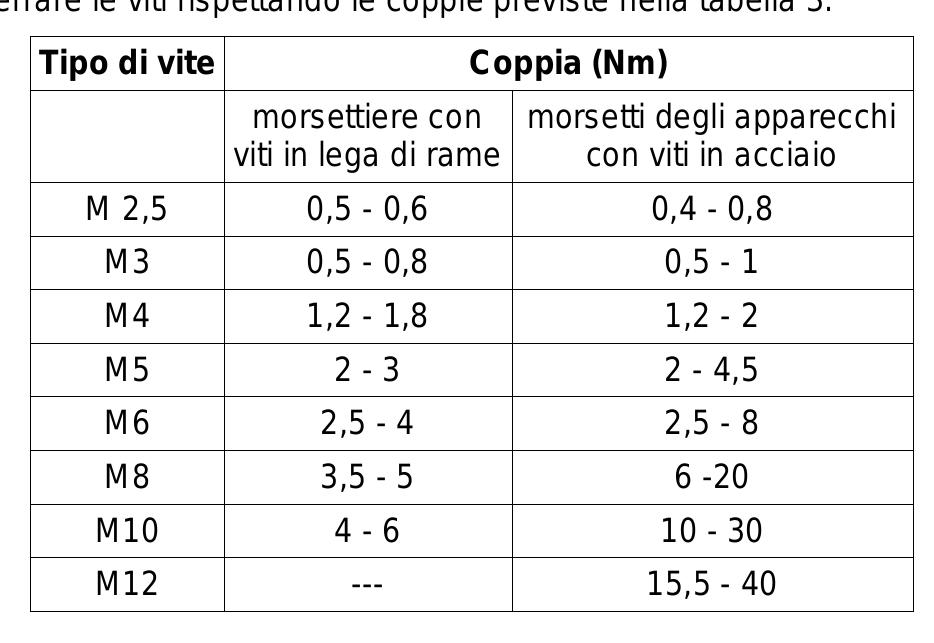 le viti rispettando le coppie previste nella tabella 3.
Tipo di vite Coppia (Nm)
morsettiere con morsetti degli apparecchi
viti in lega di rame con viti in acciaio
M 2,5 0,5 - 0,6 0,4 - 0,8
M3 0,5 - 0,8 0,5 - 1
M4 1,2 - 1,8 1,2 - 2
M5 2 - 3 2 - 4,5
M6 2,5 - 4 2,5 - 8
M8 3,5 - 5 6 -20
M10 4 - 6 10 - 30
M12 --- 15,5 - 40